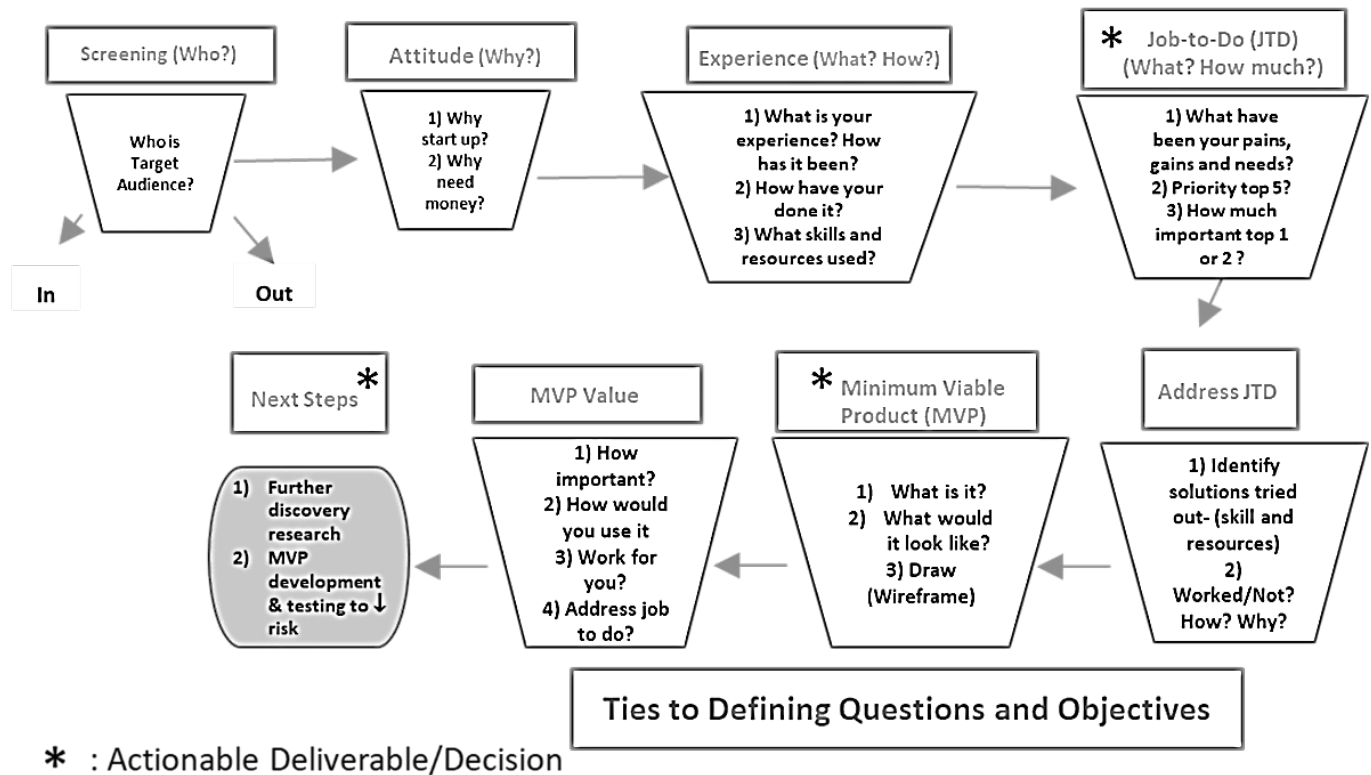 Screening (Who?)
Who is
Target
Audience?
In
Out
Attitude (Why?)
1) Why
start up?
2) Why
need
money?
Experience (What? How?)
1) What is your
experience? How
has it been?
2) How have your
done it?
3) What skills and
resources used?
* Job-to-Do (JTD)
(What? How much?)
1) What have
been your pains,
gains and needs?
2) Priority top 5?
3) How much
important top 1
or 2 ?
Address JTD
1) Identify
solutions tried
out- (skill and
resources)
2)
Worked/Not?
How? Why?
* Minimum Viable
Product (MVP)
1) What is it?
2) What would
it look like?
3) Draw
(Wireframe)
MVP Value
1) How
important?
2) How would
you use it
3) Work for
you?
4) Address job
to do?
Next Steps *
1) Further
discovery
research
2) MVP
development
& testing to ↓
risk
Ties to Defining Questions and Objectives
* : Actionable Deliverable/Decision